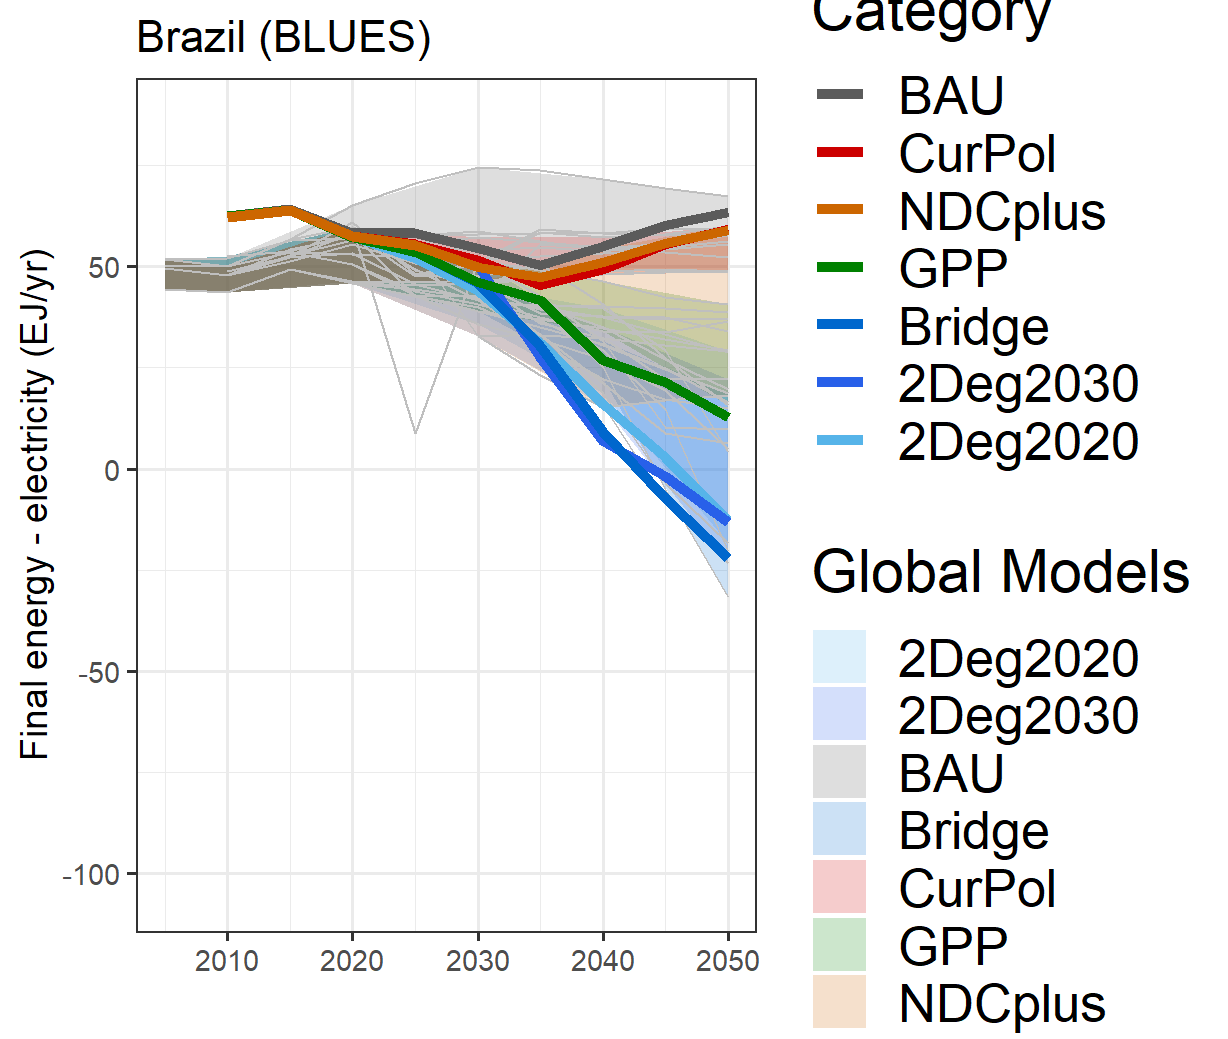 Brazil (BLUES)
Final energy - electricity (EJ/yr)
50
0
-50
-100
2010 2020 2030 2040 2050
Category
BAU
CurPol
NDCplus
GPP
Bridge
2Deg2030
2Deg2020
Global Models
2Deg2020
2Deg2030
BAU
Bridge
CurPol
GPP
NDCplus